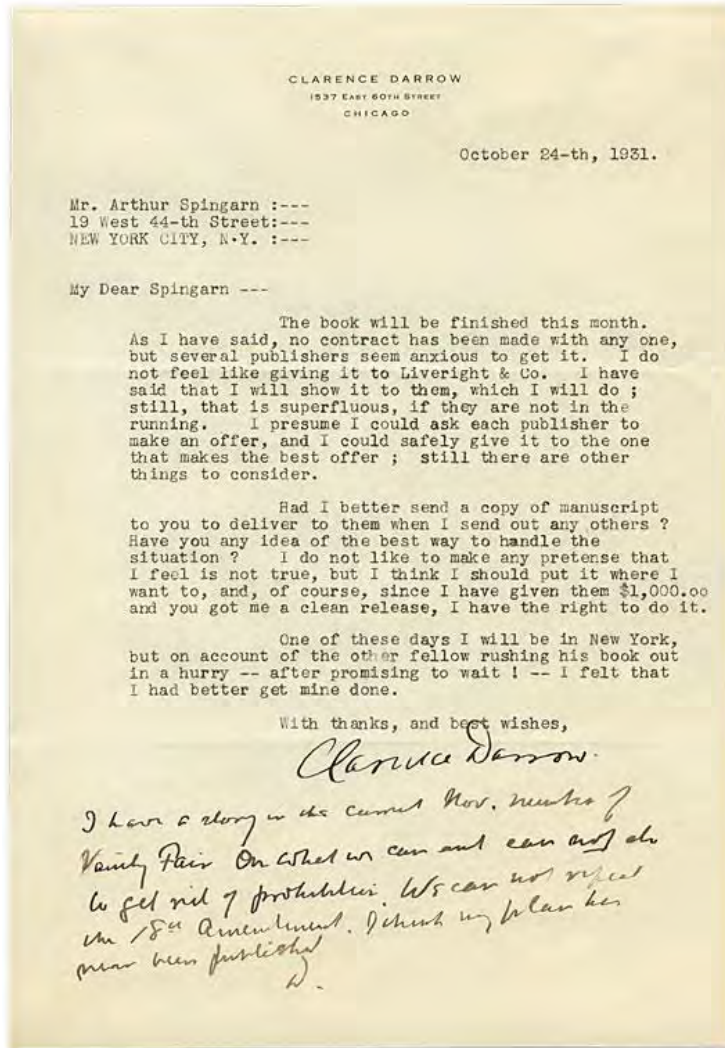 CLARENCE DARROW
1537 EAST 60TH STREET
CHICAGO
October 24-th, 1931.
Mr. Arthur Spingarn :---
19 West 44-th Street:---
NEW YORK CITY, N.Y. :---
My Dear Spingarn ---
The book will be finished this month.
As I have said, no contract has been made with any one,
but several publishers seem anxious to get it. I do
not feel like giving it to Liveright & Co. I have
said that I will show it to them, which I will do ;
still, that is superfluous, if they are not in the
running. I presume I could ask each publisher to
make an offer, and I could safely give it to the one
that makes the best offer ; still there are other
things to consider.
Had I better send a copy of manuscript
to you to deliver to them when I send out any others ?
Have you any idea of the best way to handle the
situation ? I do not like to make any pretense that
I feel is not true, but I think I should put it where I
want to, and, of course, since I have given them $1,000.oo
and you got me a clean release, I have the right to do it.
One of these days I will be in New York,
but on account of the other fellow rushing his book out
in a hurry -- after promising to wait ! -- I felt that
I had better get mine done.
With thanks, and best wishes,
Clarence Darrow.
I have a story in the current Nov. number of
Vanity Fair On what we can and can not do
to get rid of prohibition. We can not repeal
the 18th Amendment. I think my plan has
never been published
D.